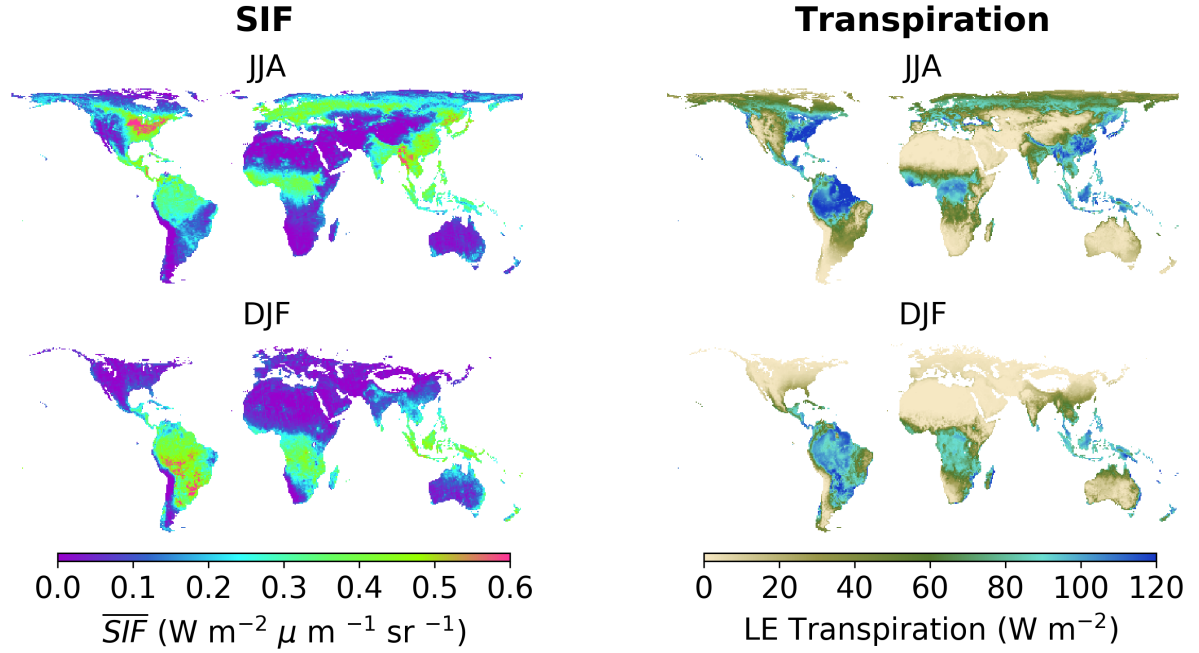 SIF
Transpiration
JJA
JJA
DJF
DJF
0.0 0.1 0.2 0.3 0.4 0.5 0.6
0 20 40 60 80 100 120
S̅I̅F̅ (W m⁻² μ m ⁻¹ sr ⁻¹)
LE Transpiration (W m⁻²)